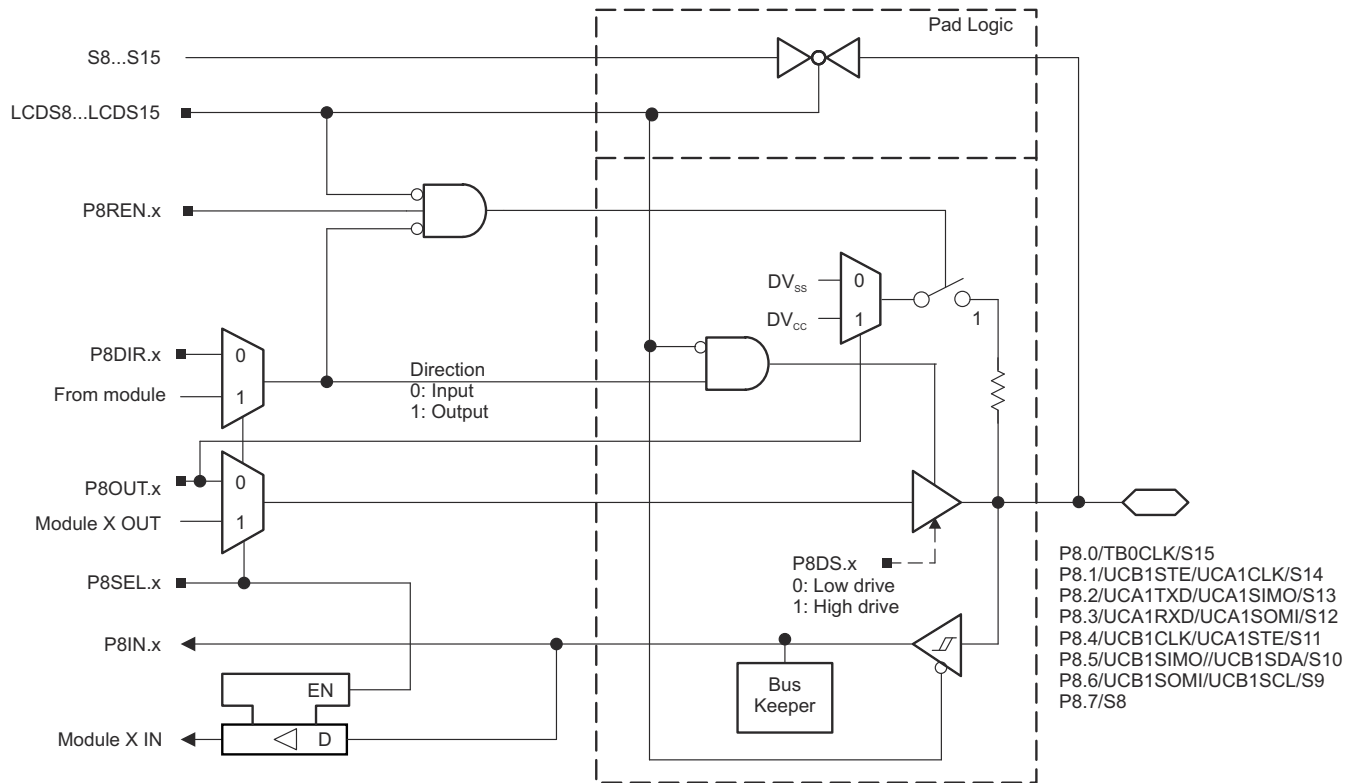 Pad Logic
S8...S15
LCDS8...LCDS15
P8REN.x
DVSS
0
DVCC
1
1
P8DIR.x
0
From module
1
Direction
0: Input
1: Output
P8OUT.x
0
Module X OUT
1
P8SEL.x
P8DS.x
0: Low drive
1: High drive
P8IN.x
EN
Module X IN
D
Bus
Keeper
P8.0/TB0CLK/S15
P8.1/UCB1STE/UCA1CLK/S14
P8.2/UCA1TXD/UCA1SIMO/S13
P8.3/UCA1RXD/UCA1SOMI/S12
P8.4/UCB1CLK/UCA1STE/S11
P8.5/UCB1SIMO//UCB1SDA/S10
P8.6/UCB1SOMI/UCB1SCL/S9
P8.7/S8